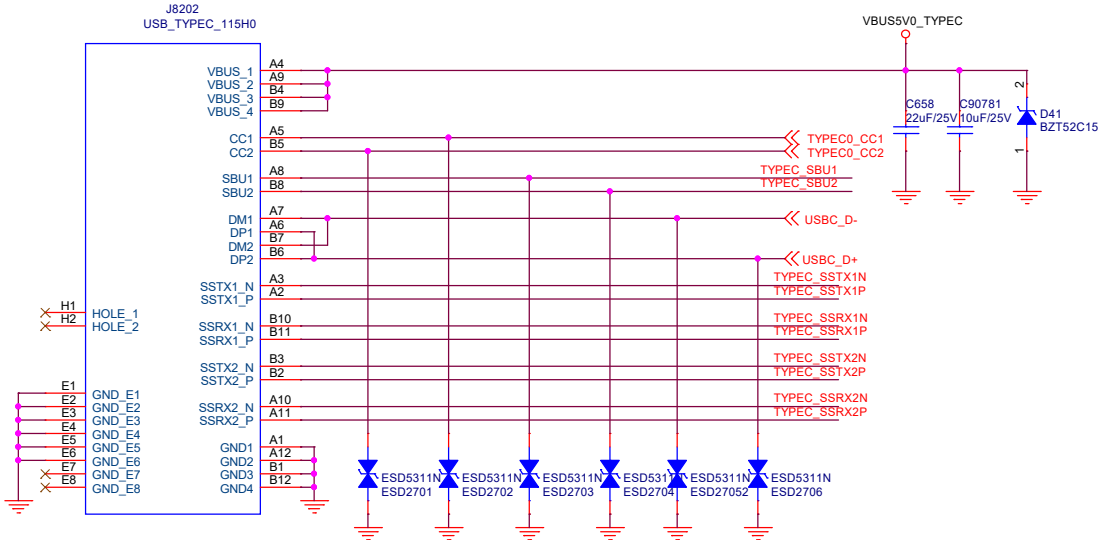 J8202
USB_TYPEC_115H0
VBUS5V0_TYPEC
VBUS_1 A4
VBUS_2 A9
VBUS_3 B4
VBUS_4 B9
C658
22uF/25V
C90781
10uF/25V
2
D41
BZT52C15
1
CC1 A5 TYPEC0_CC1
CC2 B5 TYPEC0_CC2
SBU1 A8 TYPEC_SBU1
SBU2 B8 TYPEC_SBU2
DM1 A7 USBC_D-
DP1 A6
DM2 B7
DP2 B6 USBC_D+
SSTX1_N A3 TYPEC_SSTX1N
SSTX1_P A2 TYPEC_SSTX1P
H1 HOLE_1
H2 HOLE_2
SSRX1_N B10 TYPEC_SSRX1N
SSRX1_P B11 TYPEC_SSRX1P
SSTX2_N B3 TYPEC_SSTX2N
SSTX2_P B2 TYPEC_SSTX2P
E1 GND_E1
E2 GND_E2
E3 GND_E3
E4 GND_E4
E5 GND_E5
E6 GND_E6
E7 GND_E7
E8 GND_E8
SSRX2_N A10 TYPEC_SSRX2N
SSRX2_P A11 TYPEC_SSRX2P
GND1 A1
GND2 A12
GND3 B1
GND4 B12
ESD5311N
ESD2701
ESD5311N
ESD2702
ESD5311N
ESD2703
ESD5311N
ESD2704
ESD5311N
ESD27052
ESD5311N
ESD2706